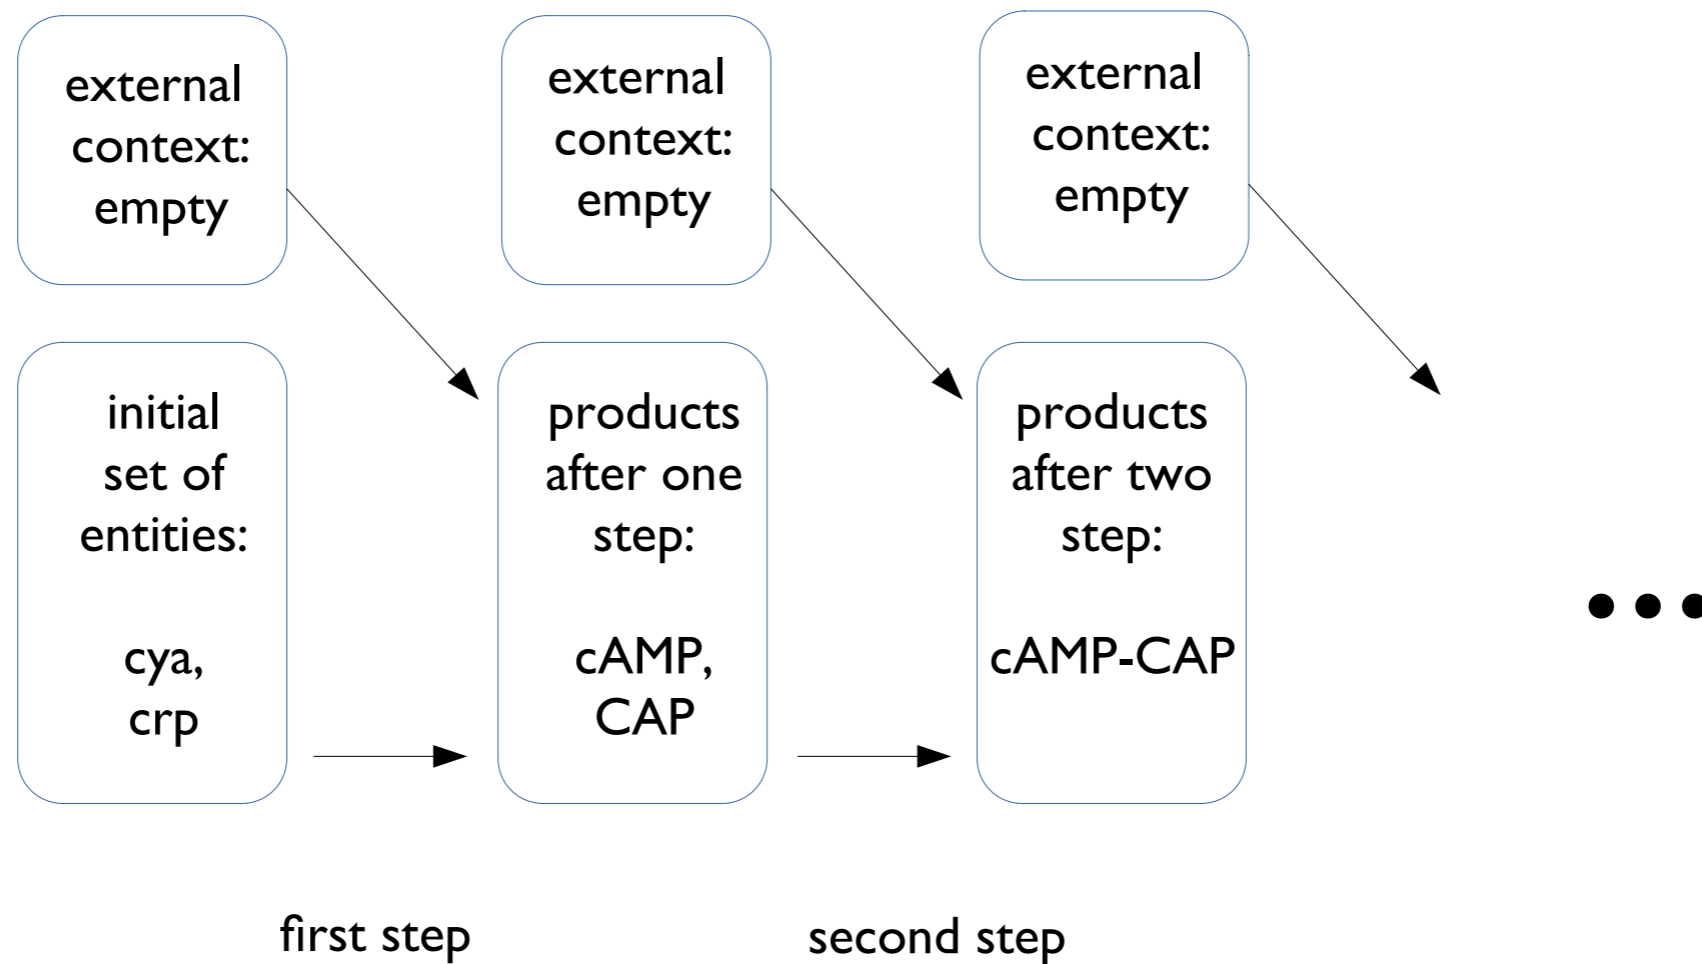 external
context:
empty
external
context:
empty
external
context:
empty
initial
set of
entities:
cya,
crp
products
after one
step:
cAMP,
CAP
products
after two
step:
cAMP-CAP
•••
first step
second step